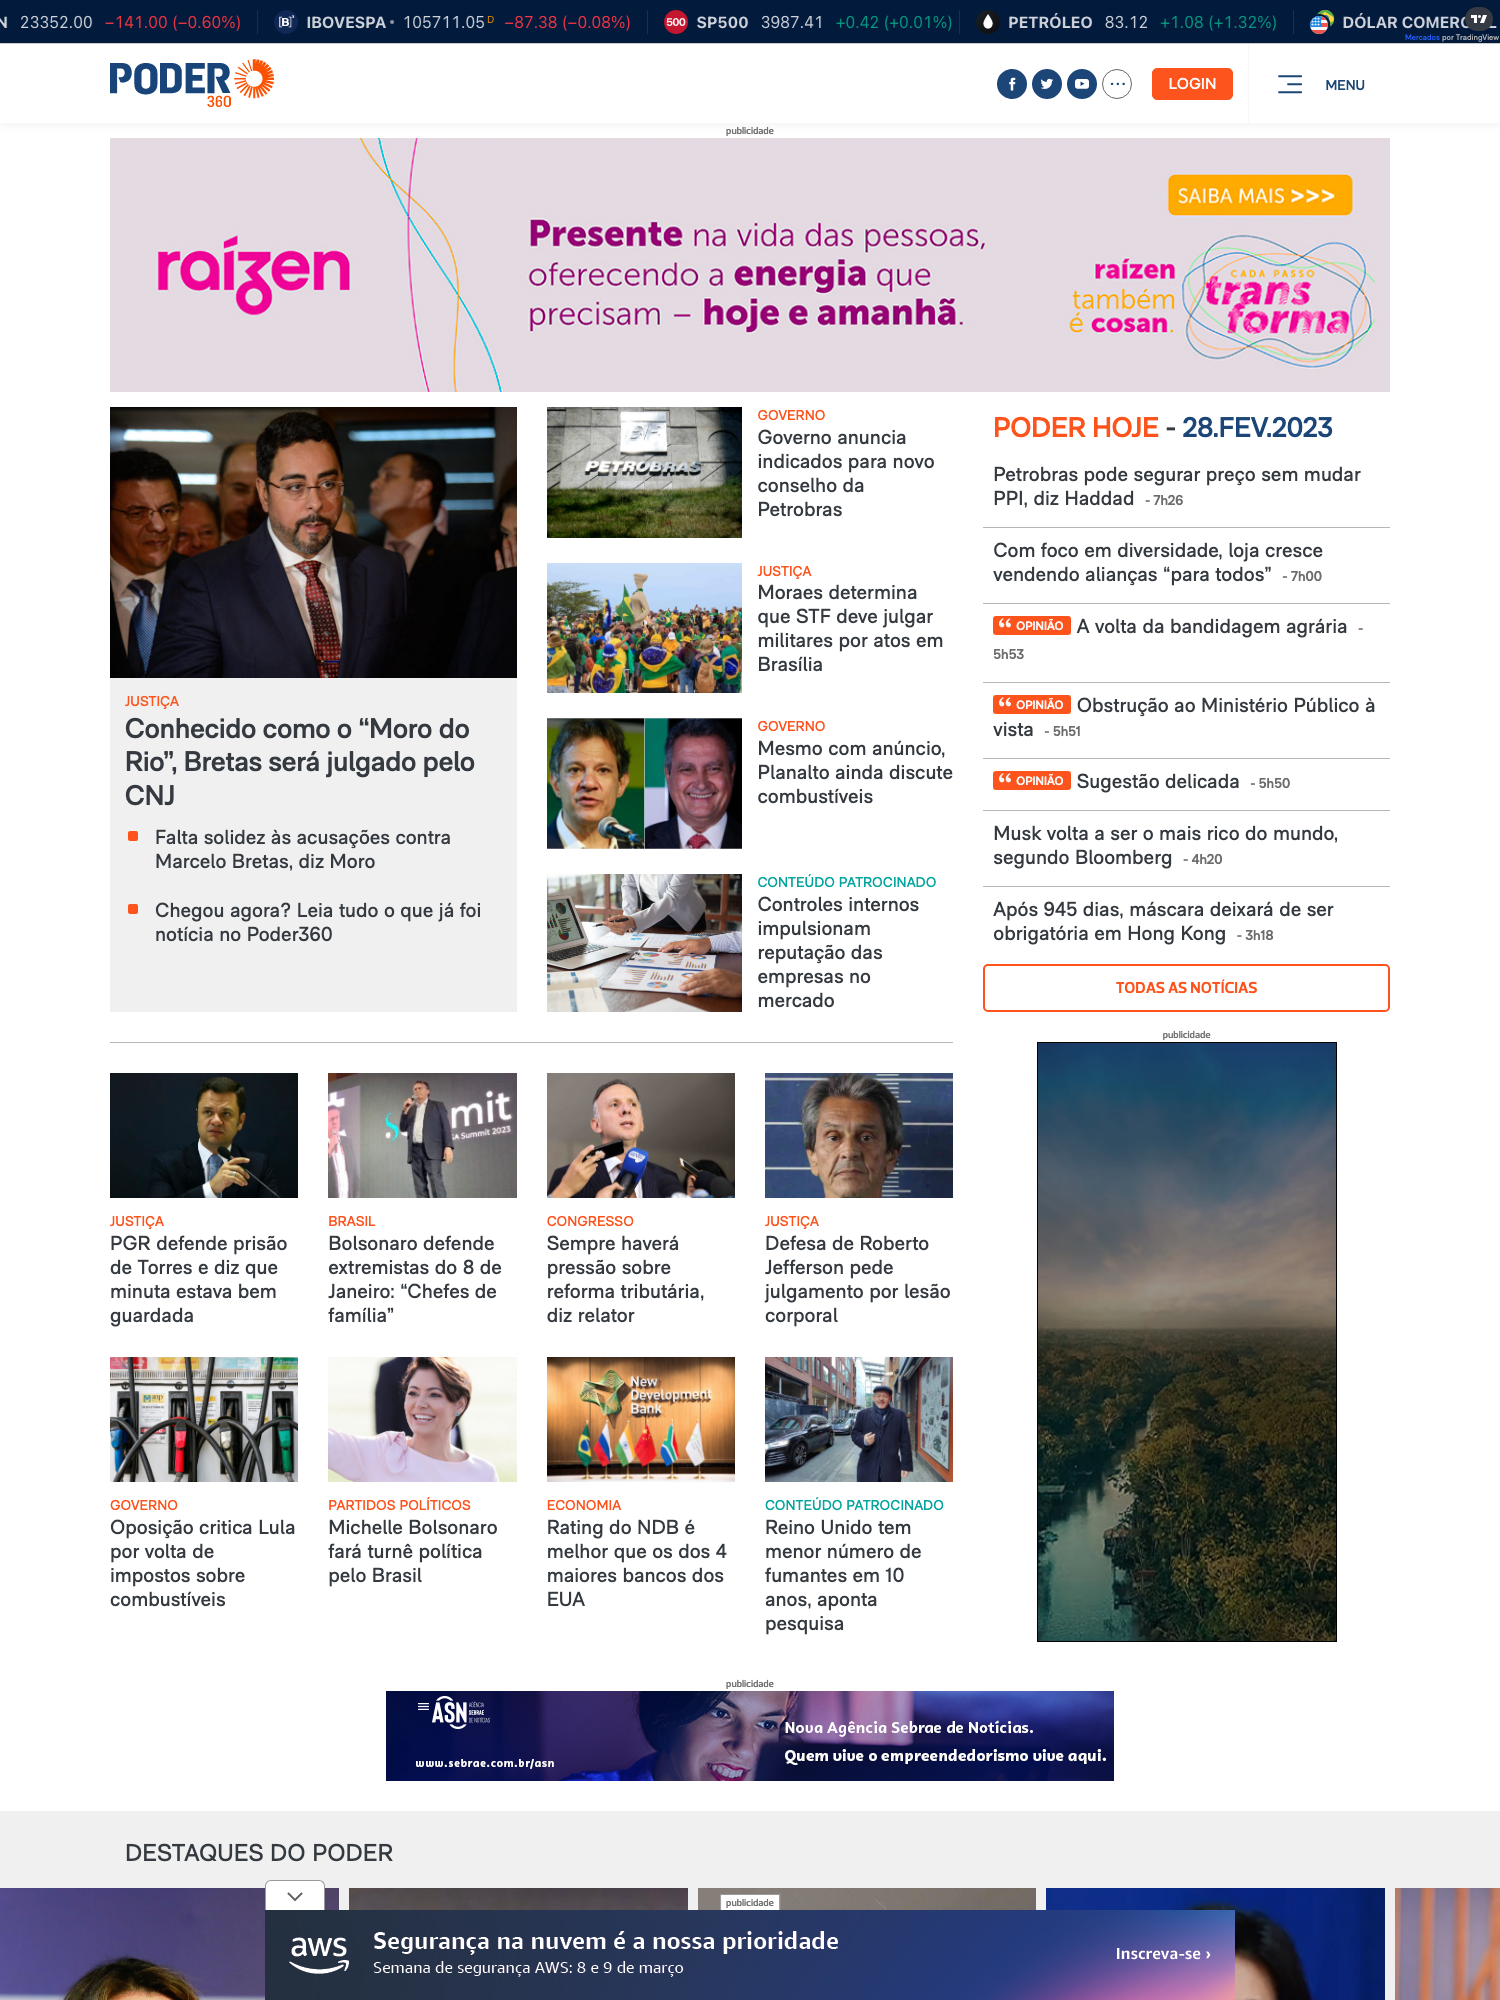 N 23352.00 −141.00 (−0.60%) IBOVESPA 105711.05 D −87.38 (−0.08%) 500 SP500 3987.41 +0.42 (+0.01%) PETRÓLEO 83.12 +1.08 (+1.32%) DÓLAR COMERC
Mercados por TradingView
PODER
360
LOGIN
MENU
publicidade
raízen
Presente na vida das pessoas,
oferecendo a energia que
precisam – hoje e amanhã.
SAIBA MAIS >>>
raízen
também
é cosan.
CADA PASSO
trans
forma
JUSTIÇA
Conhecido como o “Moro do
Rio”, Bretas será julgado pelo
CNJ
Falta solidez às acusações contra
Marcelo Bretas, diz Moro
Chegou agora? Leia tudo o que já foi
notícia no Poder360
BR
PETROBRAS
GOVERNO
Governo anuncia
indicados para novo
conselho da
Petrobras
JUSTIÇA
Moraes determina
que STF deve julgar
militares por atos em
Brasília
GOVERNO
Mesmo com anúncio,
Planalto ainda discute
combustíveis
CONTEÚDO PATROCINADO
Controles internos
impulsionam
reputação das
empresas no
mercado
PODER HOJE - 28.FEV.2023
Petrobras pode segurar preço sem mudar
PPI, diz Haddad - 7h26
Com foco em diversidade, loja cresce
vendendo alianças “para todos” - 7h00
OPINIÃO A volta da bandidagem agrária -
5h53
OPINIÃO Obstrução ao Ministério Público à
vista - 5h51
OPINIÃO Sugestão delicada - 5h50
Musk volta a ser o mais rico do mundo,
segundo Bloomberg - 4h20
Após 945 dias, máscara deixará de ser
obrigatória em Hong Kong - 3h18
TODAS AS NOTÍCIAS
publicidade
JUSTIÇA
PGR defende prisão
de Torres e diz que
minuta estava bem
guardada
mit
GA Summit 2023
BRASIL
Bolsonaro defende
extremistas do 8 de
Janeiro: “Chefes de
família”
CONGRESSO
Sempre haverá
pressão sobre
reforma tributária,
diz relator
JUSTIÇA
Defesa de Roberto
Jefferson pede
julgamento por lesão
corporal
GOVERNO
Oposição critica Lula
por volta de
impostos sobre
combustíveis
PARTIDOS POLÍTICOS
Michelle Bolsonaro
fará turnê política
pelo Brasil
New
Development
Bank
ECONOMIA
Rating do NDB é
melhor que os dos 4
maiores bancos dos
EUA
CONTEÚDO PATROCINADO
Reino Unido tem
menor número de
fumantes em 10
anos, aponta
pesquisa
publicidade
ASN AGÊNCIA
SEBRAE
DE NOTÍCIAS
www.sebrae.com.br/asn
Nova Agência Sebrae de Notícias.
Quem vive o empreendedorismo vive aqui.
DESTAQUES DO PODER
publicidade
aws
Segurança na nuvem é a nossa prioridade
Semana de segurança AWS: 8 e 9 de março
Inscreva-se ›